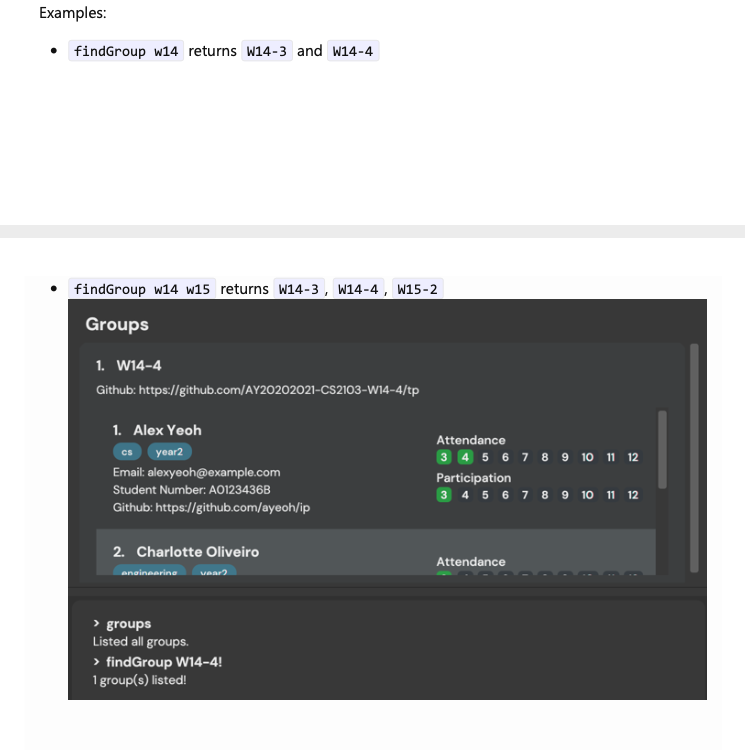 Examples:
• findGroup w14 returns W14-3 and W14-4
• findGroup w14 w15 returns W14-3 , W14-4 , W15-2
Groups
1. W14-4
Github: https://github.com/AY20202021-CS2103-W14-4/tp
1. Alex Yeoh
cs year2
Email: alexyeoh@example.com
Student Number: A0123436B
Github: https://github.com/ayeoh/ip
Attendance
3 4 5 6 7 8 9 10 11 12
Participation
3 4 5 6 7 8 9 10 11 12
2. Charlotte Oliveiro
engineering year2
Attendance
> groups
Listed all groups.
> findGroup W14-4!
1 group(s) listed!